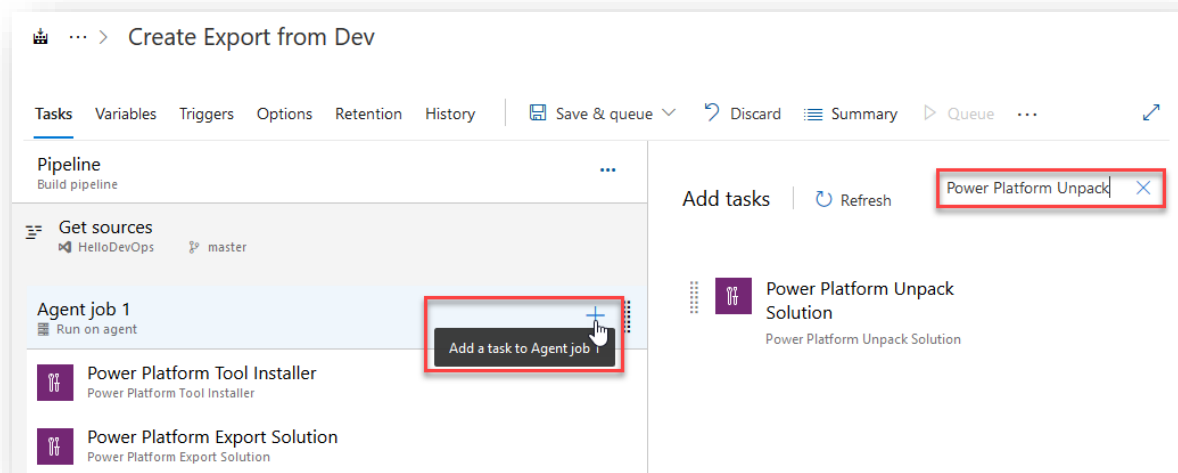 ··· > Create Export from Dev
Tasks Variables Triggers Options Retention History Save & queue Discard Summary Queue ···
Pipeline
Build pipeline
Get sources
HelloDevOps master
Agent job 1
Run on agent
Add a task to Agent job 1
Power Platform Tool Installer
Power Platform Tool Installer
Power Platform Export Solution
Power Platform Export Solution
Add tasks Refresh Power Platform Unpack
Power Platform Unpack
Solution
Power Platform Unpack Solution